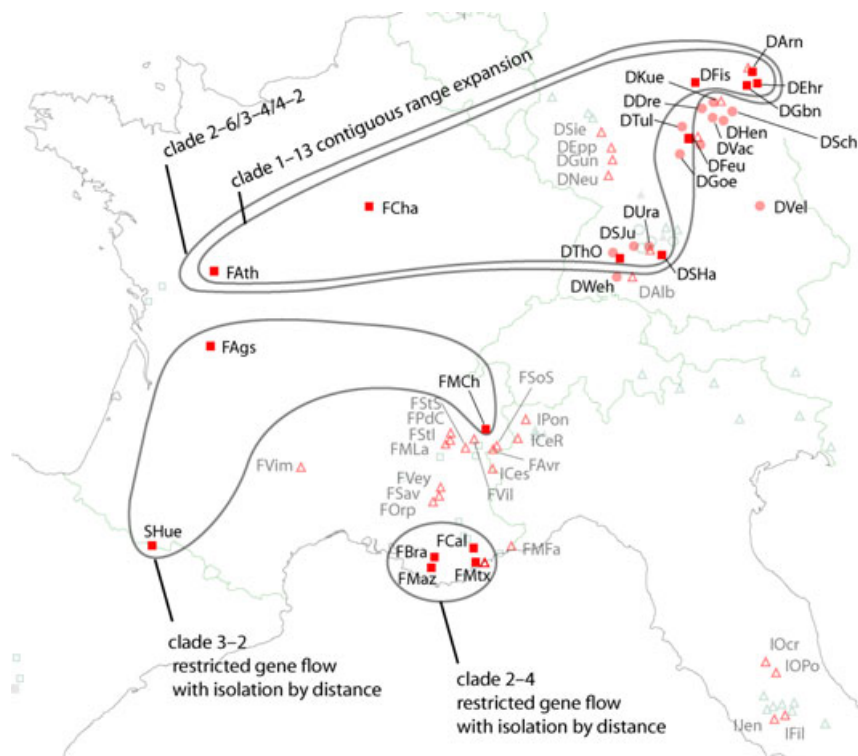 clade 2–6/3–4/4–2
clade 1–13 contiguous range expansion
DArn
DFis
DKue
DEhr
DGbn
DDre
DTul
DSie
DEpp
DGun
DNeu
DHen
DVac
DSch
DFeu
DGoe
DVel
FCha
DUra
DSJu
DThO
DSHa
DWeh
DAlb
FAth
FAgs
FMCh
FSoS
FStS
FPdC
FStl
FMLa
IPon
ICeR
FAvr
ICes
FVil
FVim
FVey
FSav
FOrp
SHue
FCal
FBra
FMaz
FMtx
FMFa
clade 3–2
restricted gene flow
with isolation by distance
clade 2–4
restricted gene flow
with isolation by distance
IOcr
IOPo
IJen
IFil